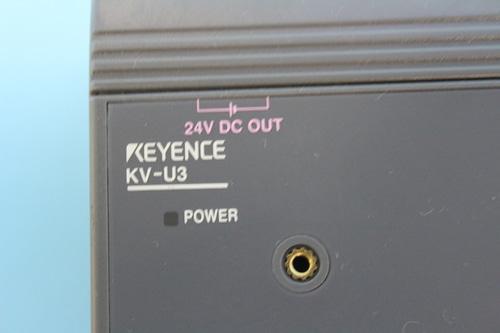 24V DC OUT
KEYENCE
KV-U3
POWER